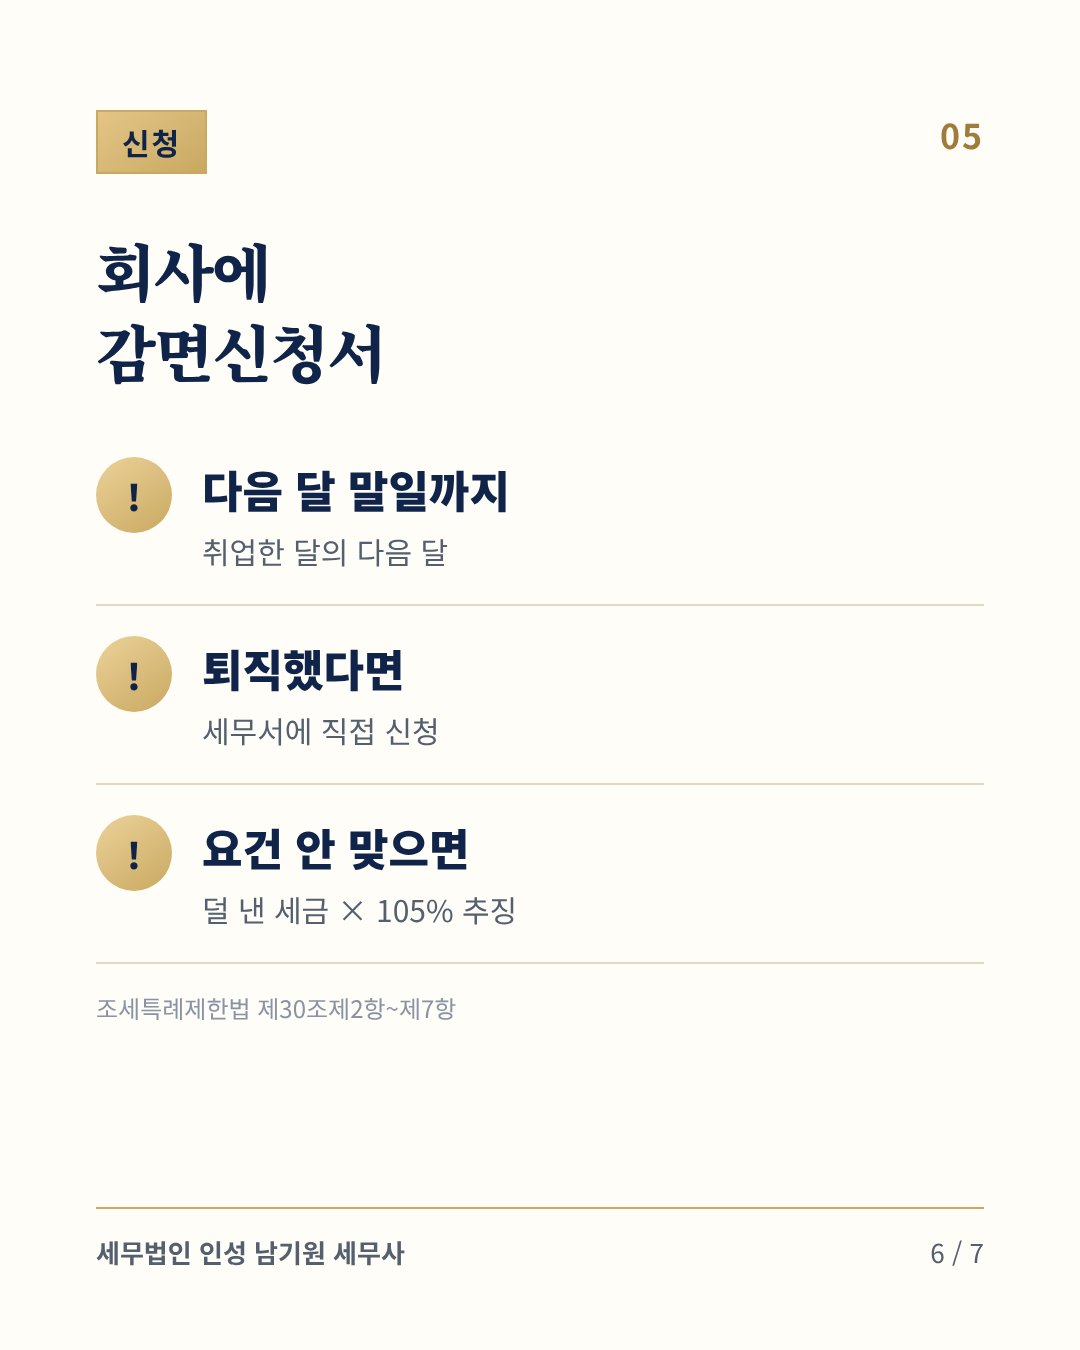 신청
05
회사에
감면신청서
!
다음 달 말일까지
취업한 달의 다음 달
!
퇴직했다면
세무서에 직접 신청
!
요건 안 맞으면
덜 낸 세금 × 105% 추징
조세특례제한법 제30조제2항~제7항
세무법인 인성 남기원 세무사
6 / 7